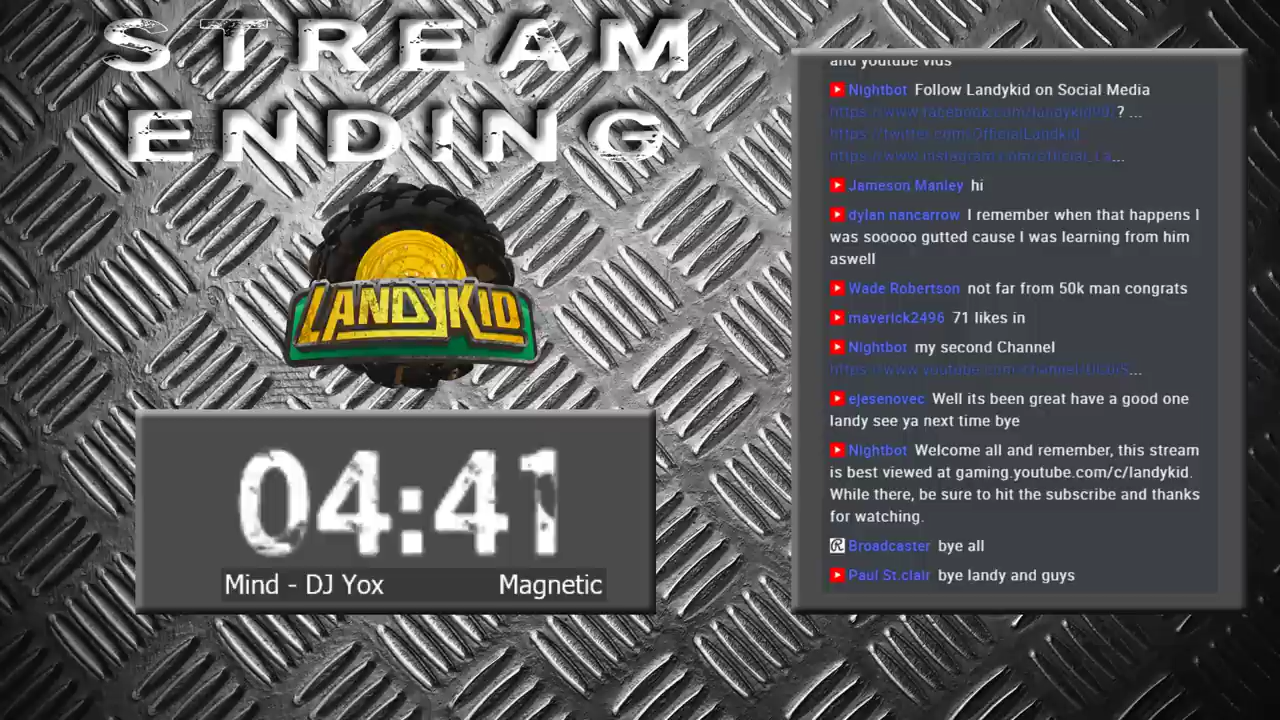 STREAM
ENDING
LANDYKID
04:41
Mind - DJ Yox Magnetic
and youtube vids
Nightbot Follow Landykid on Social Media
? ...
https://twitter.com/OfficialLandkid
Jameson Manley hi
dylan nancarrow I remember when that happens I
was sooooo gutted cause I was learning from him
aswell
Wade Robertson not far from 50k man congrats
maverick2496 71 likes in
Nightbot my second Channel
ejesenovec Well its been great have a good one
landy see ya next time bye
Nightbot Welcome all and remember, this stream
is best viewed at gaming.youtube.com/c/landykid.
While there, be sure to hit the subscribe and thanks
for watching.
Broadcaster bye all
Paul St.clair bye landy and guys